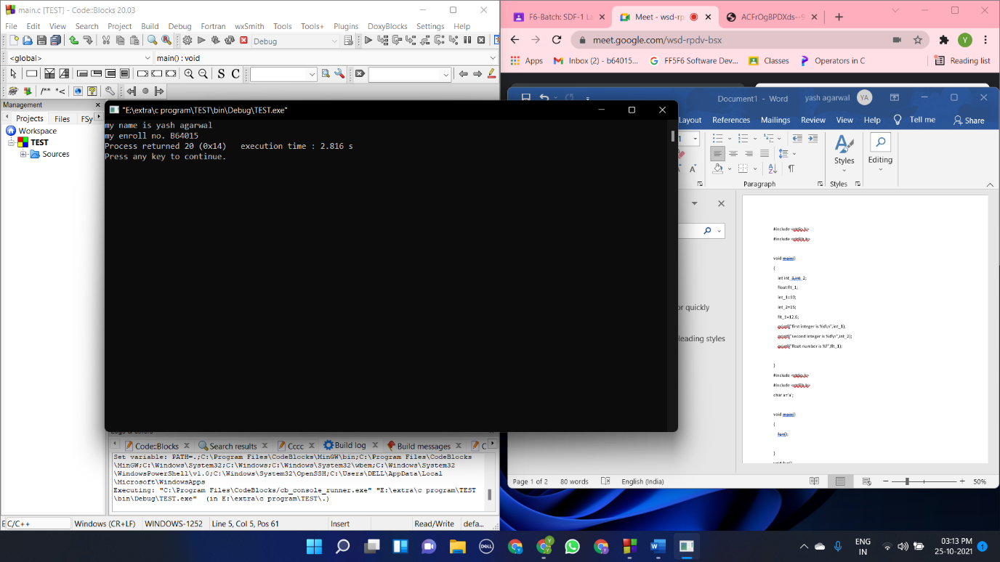 main.c [TEST] - Code::Blocks 20.03
File Edit View Search Project Build Debug Fortran wxSmith Tools Tools+ Plugins DoxyBlocks Settings Help
Debug
<global>
main() : void
S C
/** *<
Management
Projects Files FSy
Workspace
TEST
Sources
"E:\extra\c program\TEST\bin\Debug\TEST.exe"
my name is yash agarwal
my enroll no. B64015
Process returned 20 (0x14)   execution time : 2.816 s
Press any key to continue.
Code::Blocks Search results Cccc Build log Build messages C
Set variable: PATH=.;C:\Program Files\CodeBlocks\MinGW\bin;C:\Program Files\CodeBlocks
\MinGW;C:\Windows\System32;C:\Windows;C:\Windows\System32\wbem;C:\Windows\System32
\WindowsPowerShell\v1.0;C:\Windows\System32\OpenSSH;C:\Users\DELL\AppData\Local
\Microsoft\WindowsApps
Executing: "C:\Program Files\CodeBlocks/cb_console_runner.exe" "E:\extra\c program\TEST
\bin\Debug\TEST.exe"  (in E:\extra\c program\TEST\.)
E C/C++ Windows (CR+LF) WINDOWS-1252 Line 5, Col 5, Pos 61 Insert Read/Write defa...
F6-Batch: SDF-1 La
Meet - wsd-rp
ACFrOgBPDXds--9
meet.google.com/wsd-rpdv-bsx
Y
Apps Inbox (2) - b64015... FF5F6 Software Dev... Classes Operators in C Reading list
Document1 - Word yash agarwal YA
Layout References Mailings Review View Help Tell me Share
Styles Editing
Paragraph Styles
or quickly
heading styles
#include <stdio.h>
#include <stdlib.h>
void main()
{
int int_1,int_2;
float flt_1;
int_1=10;
int_2=15;
flt_1=12.6;
printf("first integer is %d\n",int_1);
printf("second integer is %d\n",int_2);
printf("float number is %f",flt_1);
}
#include <stdio.h>
#include <stdlib.h>
char a='a';
void main()
{
fun();
}
Page 1 of 2 80 words English (India) 50%
DELL
ENG
IN
03:13 PM
25-10-2021
1